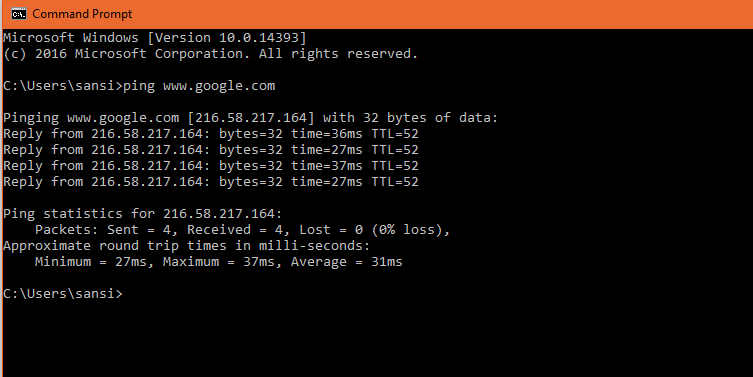 Command Prompt
Microsoft Windows [Version 10.0.14393]
(c) 2016 Microsoft Corporation. All rights reserved.
C:\Users\sansi>ping www.google.com
Pinging www.google.com [216.58.217.164] with 32 bytes of data:
Reply from 216.58.217.164: bytes=32 time=36ms TTL=52
Reply from 216.58.217.164: bytes=32 time=27ms TTL=52
Reply from 216.58.217.164: bytes=32 time=37ms TTL=52
Reply from 216.58.217.164: bytes=32 time=27ms TTL=52
Ping statistics for 216.58.217.164:
    Packets: Sent = 4, Received = 4, Lost = 0 (0% loss),
Approximate round trip times in milli-seconds:
    Minimum = 27ms, Maximum = 37ms, Average = 31ms
C:\Users\sansi>